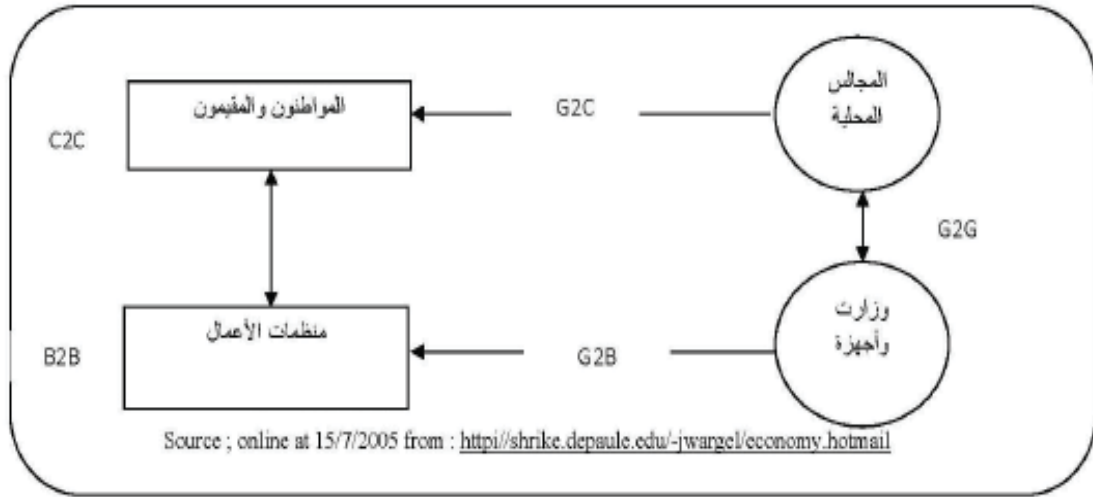 المجالس
المحلية
G2C
المواطنون والمقيمون
C2C
G2G
وزارت
وأجهزة
G2B
منظمات الأعمال
B2B
Source ; online at 15/7/2005 from : httpi//shrike.depaule.edu/-jwargel/economy.hotmail